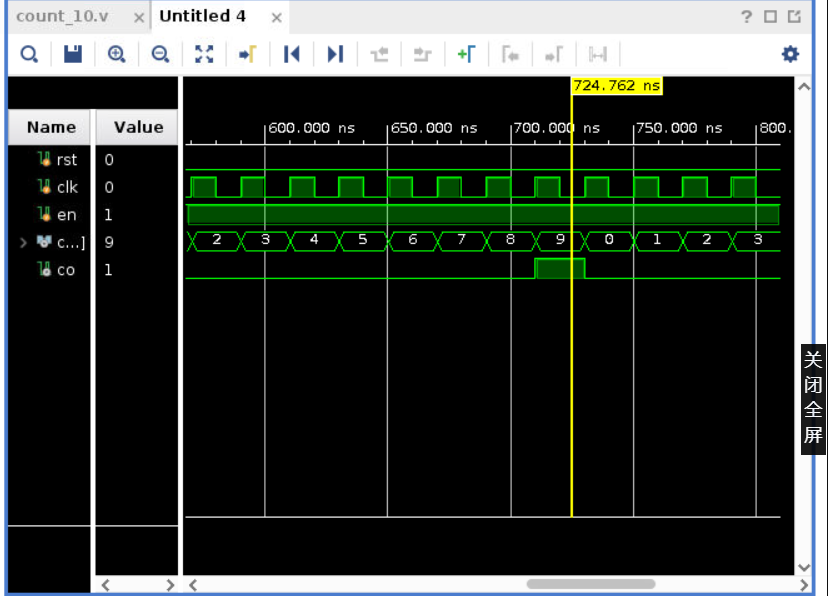 count_10.v × Untitled 4 ×
?
724.762 ns
Name Value
600.000 ns 650.000 ns 700.000 ns 750.000 ns 800.
rst 0
clk 0
en 1
c...] 9 2 3 4 5 6 7 8 9 0 1 2 3
co 1
关闭全屏